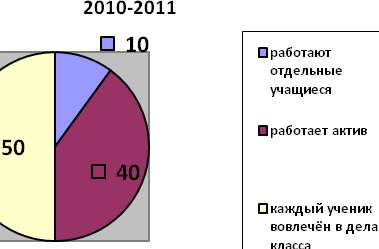 2010-2011
10
50
40
работают
отдельные
учащиеся
работает актив
каждый ученик
вовлечён в дела
класса